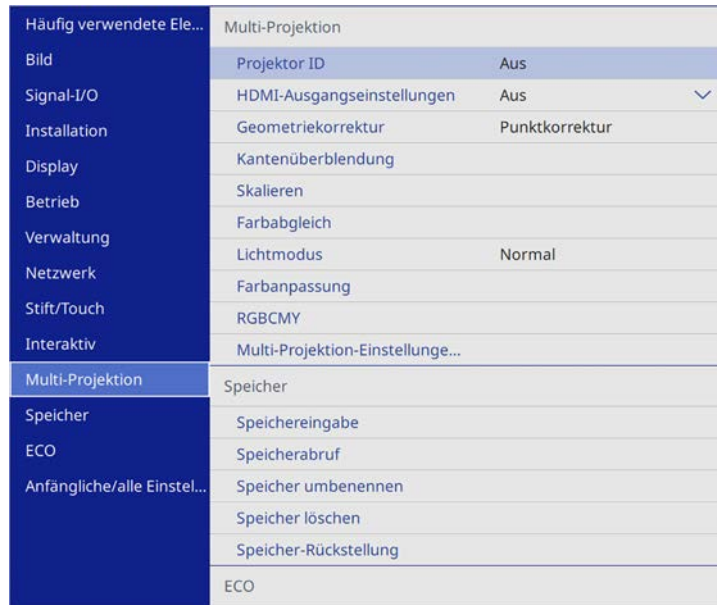 Häufig verwendete Ele...
Bild
Signal-I/O
Installation
Display
Betrieb
Verwaltung
Netzwerk
Stift/Touch
Interaktiv
Multi-Projektion
Speicher
ECO
Anfängliche/alle Einstel...
Multi-Projektion
Projektor ID Aus
HDMI-Ausgangseinstellungen Aus
Geometriekorrektur Punktkorrektur
Kantenüberblendung
Skalieren
Farbabgleich
Lichtmodus Normal
Farbanpassung
RGBCMY
Multi-Projektion-Einstellunge...
Speicher
Speichereingabe
Speicherabruf
Speicher umbenennen
Speicher löschen
Speicher-Rückstellung
ECO